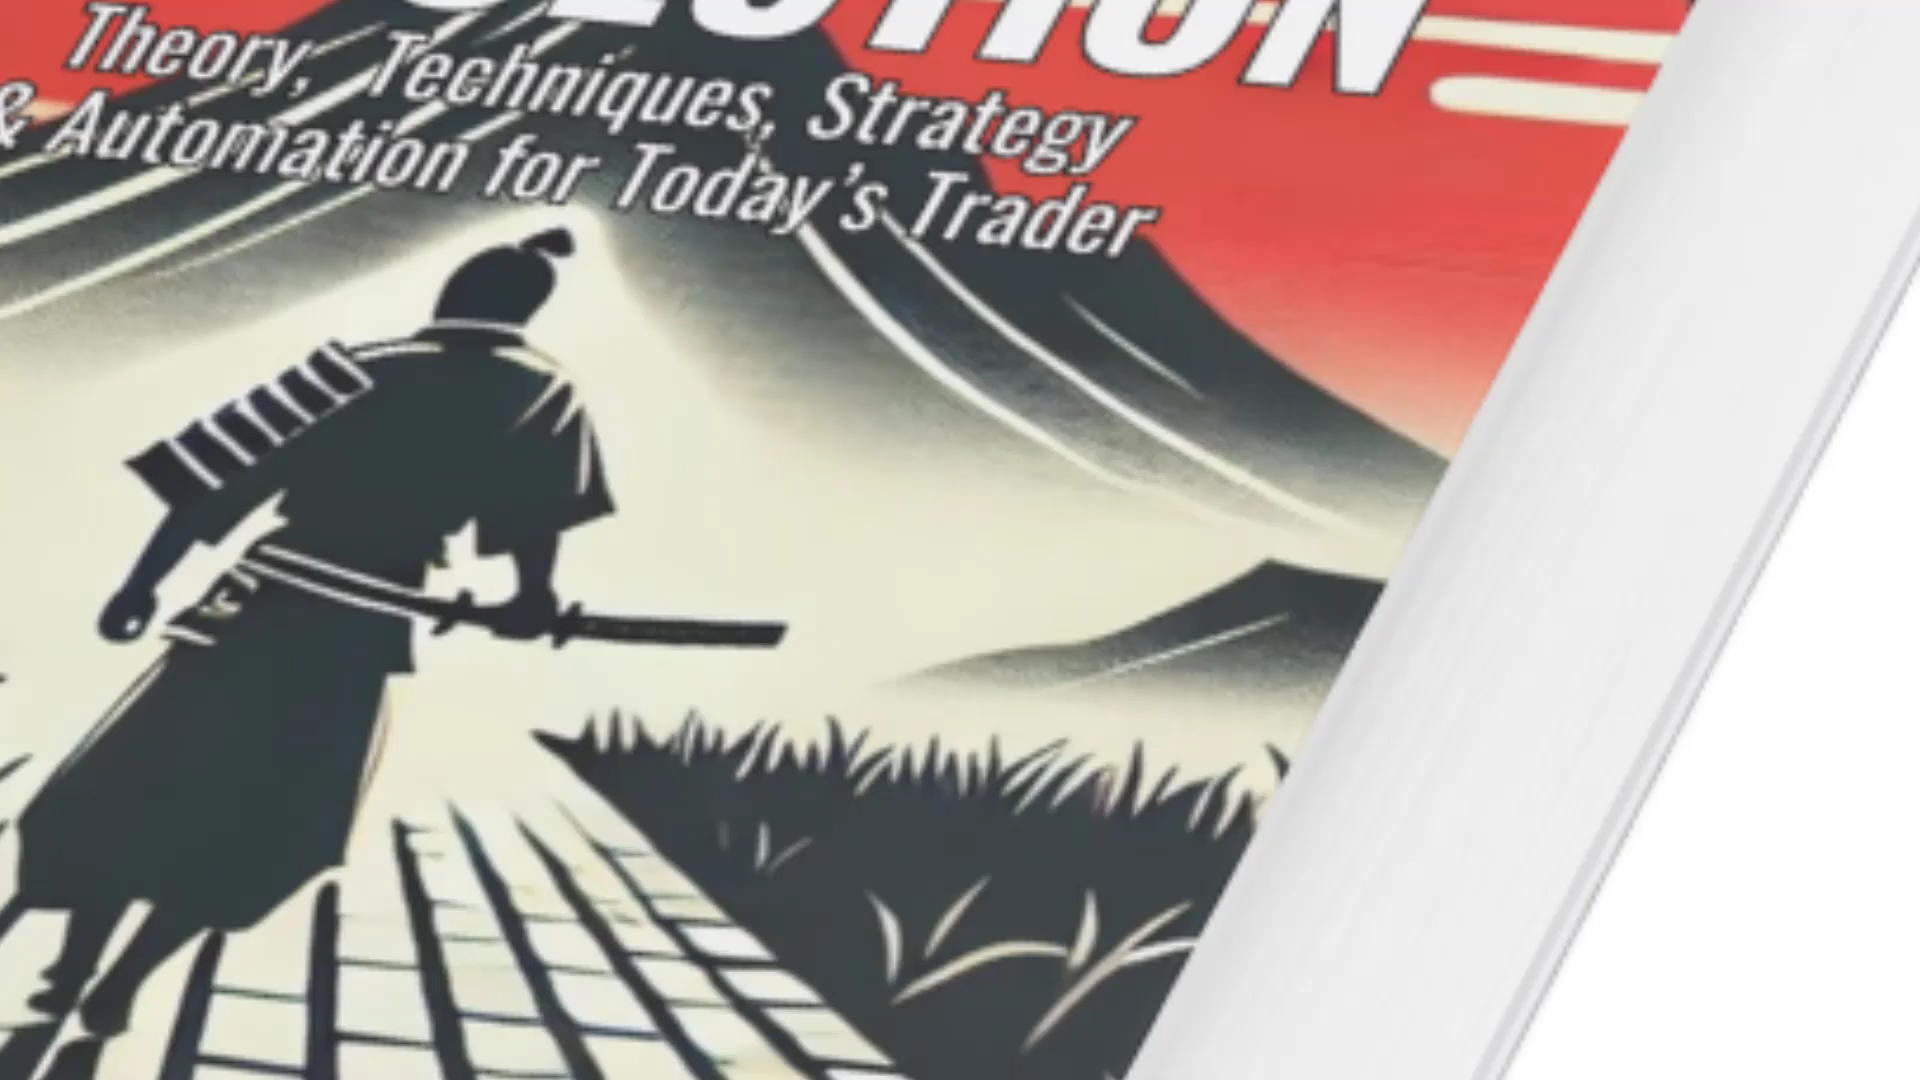 Theory, Techniques, Strategy
& Automation for Today's Trader